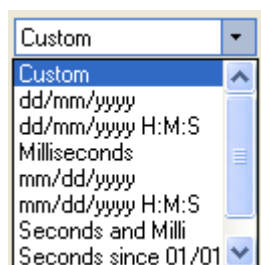 Custom
Custom
dd/mm/yyyy
dd/mm/yyyy H:M:S
Milliseconds
mm/dd/yyyy
mm/dd/yyyy H:M:S
Seconds and Milli
Seconds since 01/01